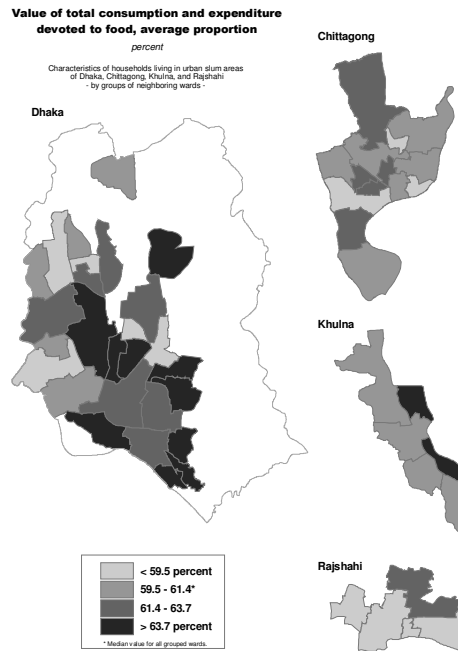 Value of total consumption and expenditure
devoted to food, average proportion
percent
Characteristics of households living in urban slum areas
of Dhaka, Chittagong, Khulna, and Rajshahi
- by groups of neighboring wards -
Dhaka
Chittagong
Khulna
Rajshahi
< 59.5 percent
59.5 - 61.4*
61.4 - 63.7
> 63.7 percent
* Median value for all grouped wards.